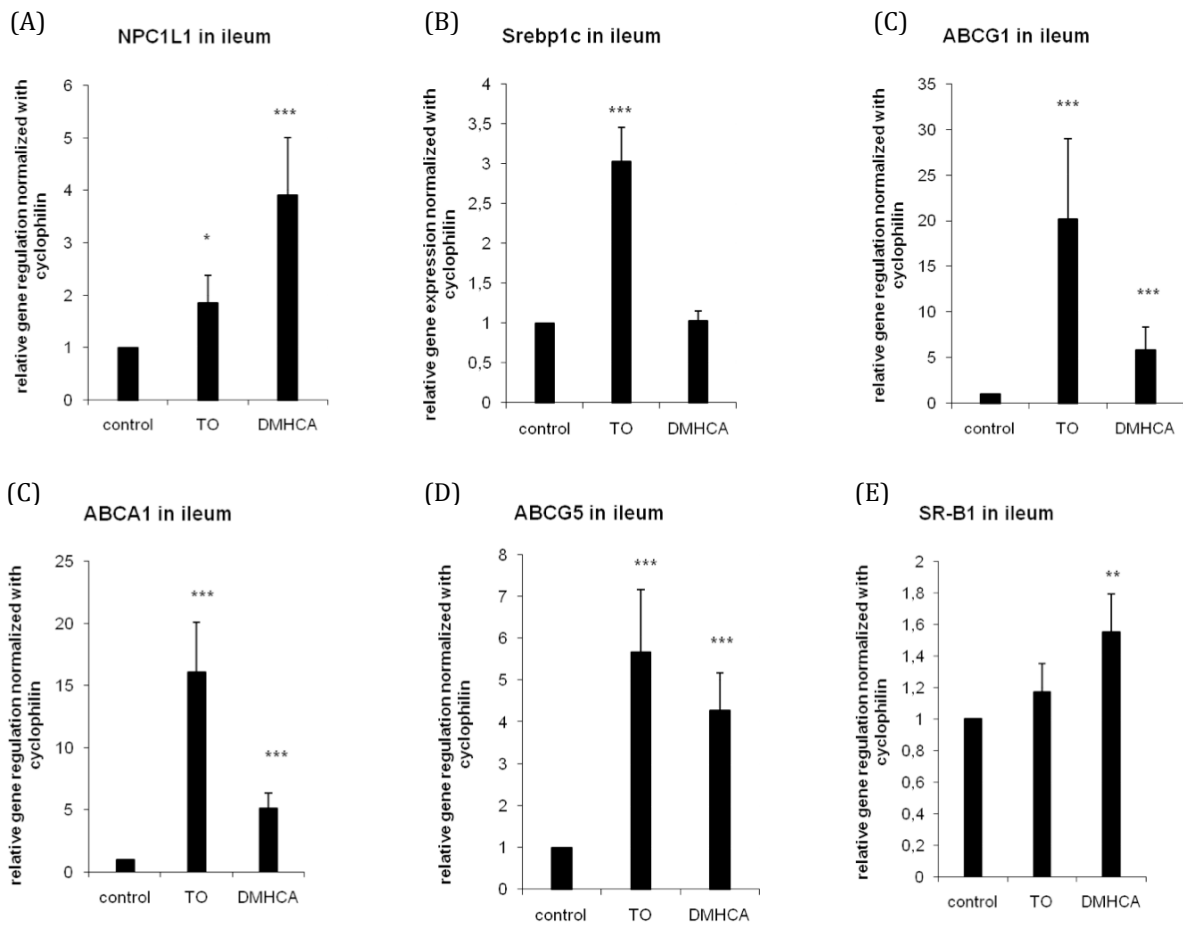 (A)
NPC1L1 in ileum
relative gene regulation normalized with
cyclophilin
6
5
4
3
2
1
0
***
*
control TO DMHCA
(B)
Srebp1c in ileum
relative gene expression normalized with
cyclophilin
4
3,5
3
2,5
2
1,5
1
0,5
0
***
control TO DMHCA
(C)
ABCG1 in ileum
relative gene regulation normalized with
cyclophilin
35
30
25
20
15
10
5
0
***
***
control TO DMHCA
(C)
ABCA1 in ileum
relative gene regulation normalized with
cyclophilin
25
20
15
10
5
0
***
***
control TO DMHCA
(D)
ABCG5 in ileum
relative gene regulation normalized with
cyclophilin
8
7
6
5
4
3
2
1
0
***
***
control TO DMHCA
(E)
SR-B1 in ileum
relative gene regulation normalized with
cyclophilin
2
1,8
1,6
1,4
1,2
1
0,8
0,6
0,4
0,2
0
**
control TO DMHCA